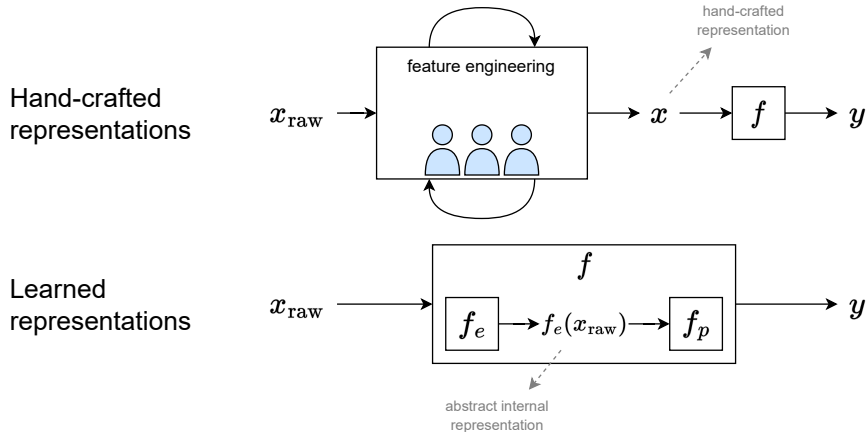 hand-crafted
representation
feature engineering
Hand-crafted
representations
x_raw
x
f
y
Learned
representations
x_raw
f
f_e
f_e(x_raw)
f_p
y
abstract internal
representation